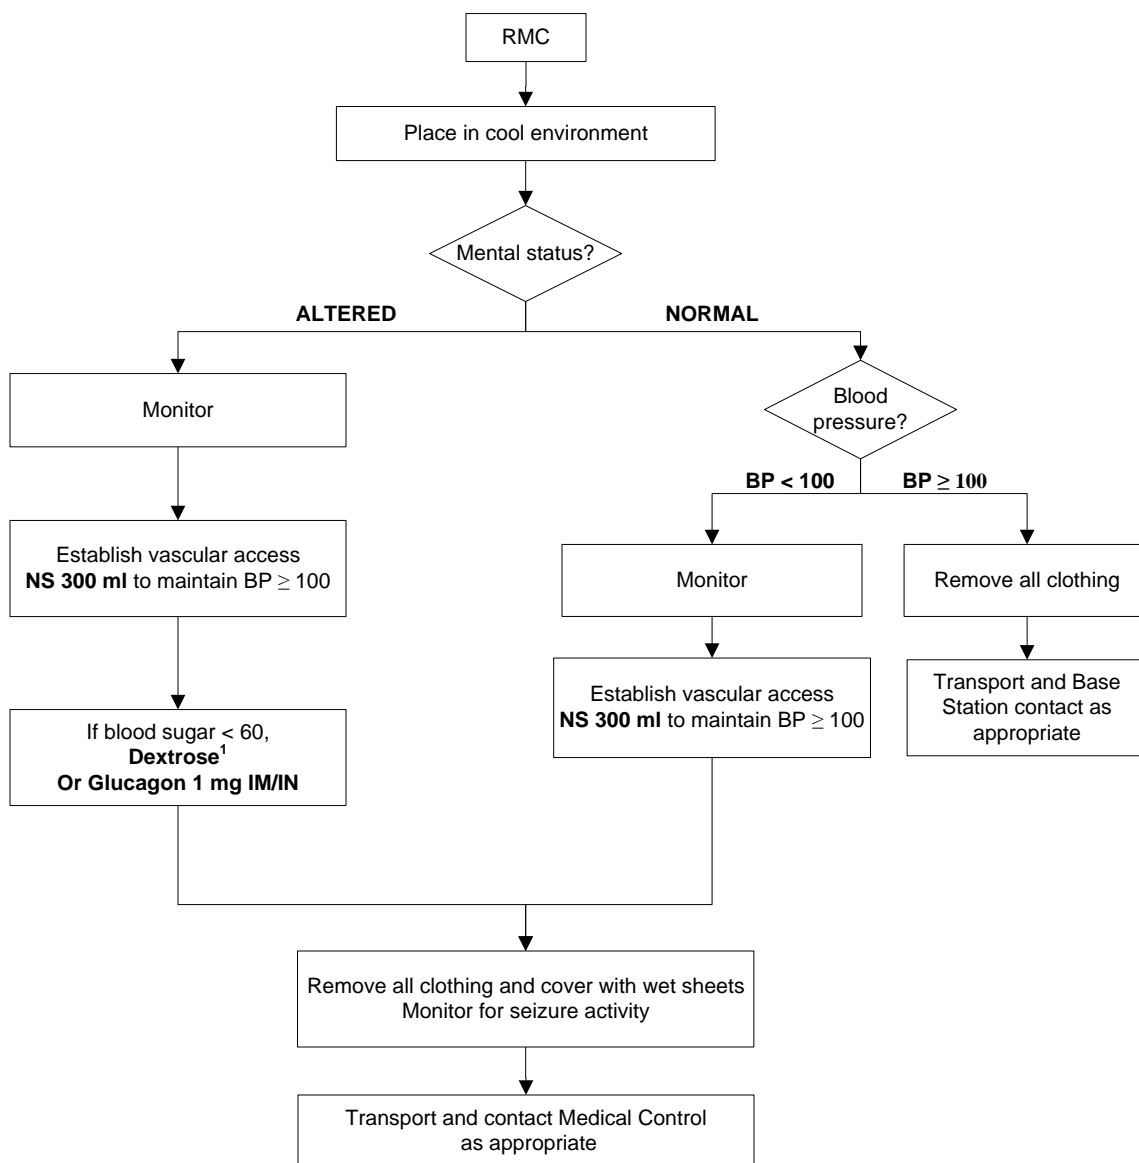 RMC
Place in cool environment
Mental status?
ALTERED
NORMAL
Monitor
Establish vascular access
NS 300 ml to maintain BP ≥ 100
If blood sugar < 60,
Dextrose¹
Or Glucagon 1 mg IM/IN
Blood
pressure?
BP < 100
BP ≥ 100
Monitor
Establish vascular access
NS 300 ml to maintain BP ≥ 100
Remove all clothing
Transport and Base
Station contact as
appropriate
Remove all clothing and cover with wet sheets
Monitor for seizure activity
Transport and contact Medical Control
as appropriate